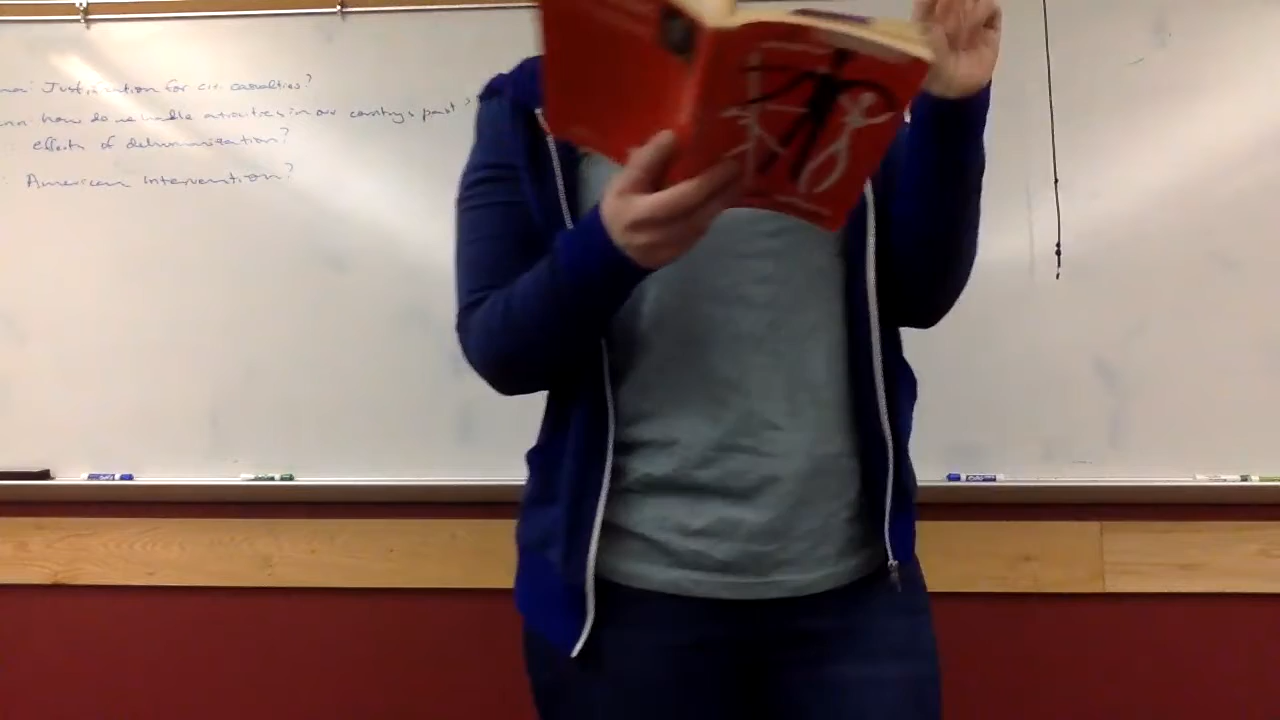 : Justification for civ. casualties?
: how do we handle atrocities in our country's past
effects of dehumanization?
: American Intervention?